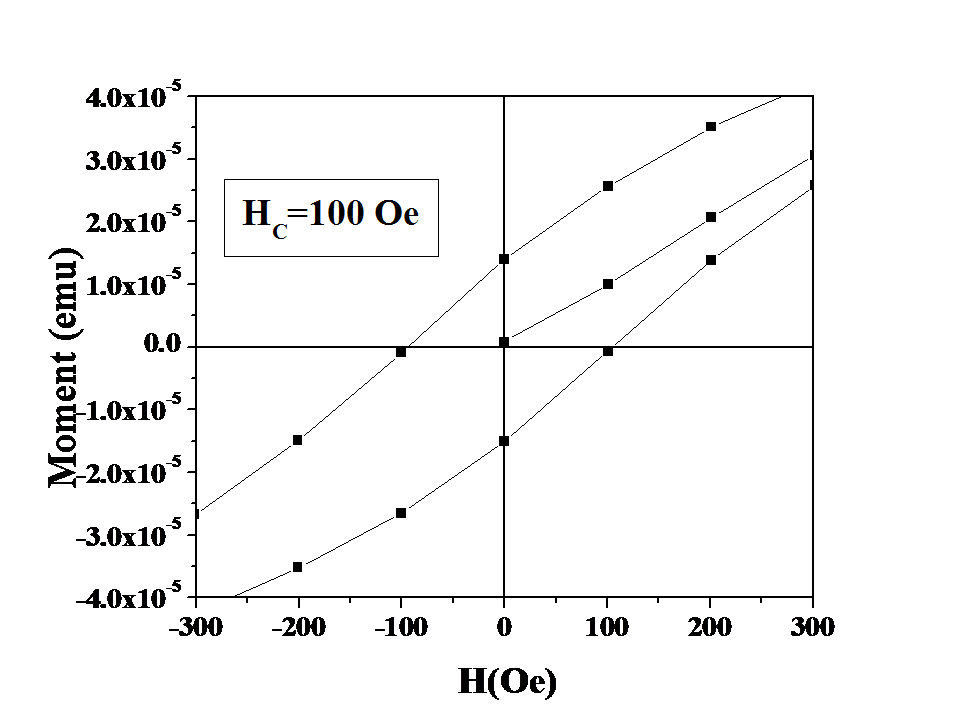 4.0x10⁻⁵
3.0x10⁻⁵
2.0x10⁻⁵
1.0x10⁻⁵
0.0
-1.0x10⁻⁵
-2.0x10⁻⁵
-3.0x10⁻⁵
-4.0x10⁻⁵
Moment (emu)
H_C=100 Oe
-300 -200 -100 0 100 200 300
H(Oe)